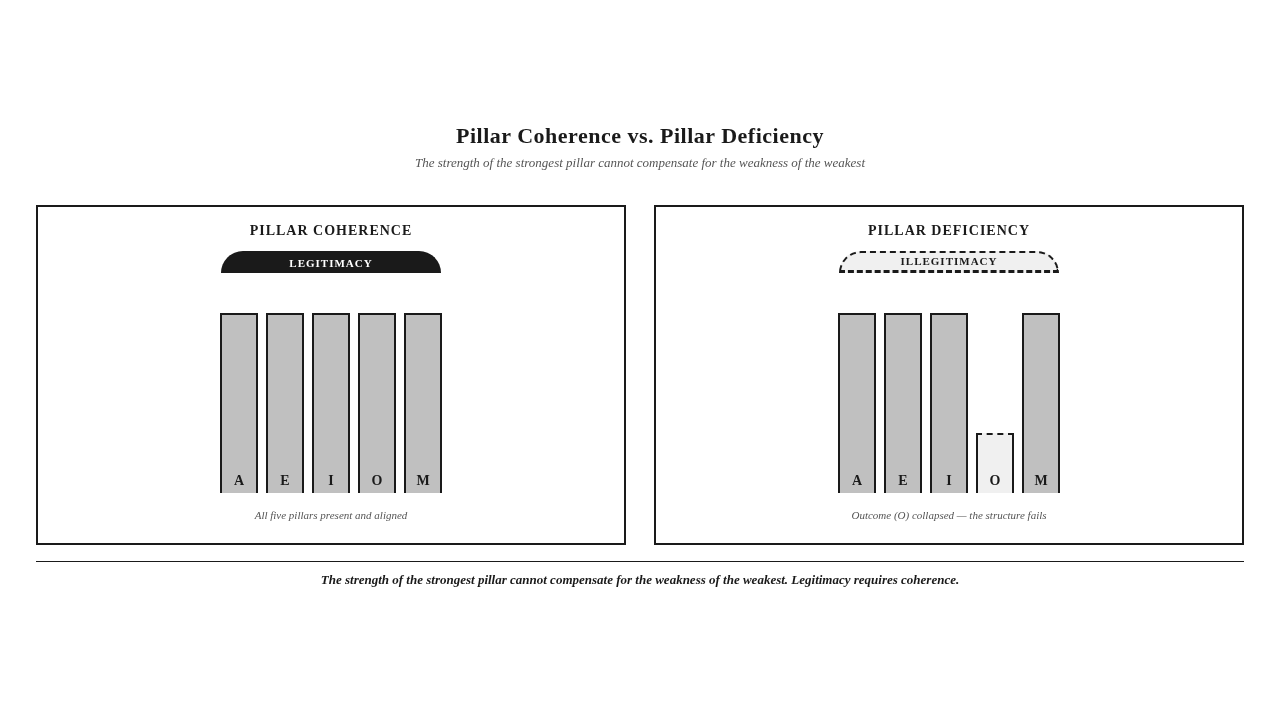 Pillar Coherence vs. Pillar Deficiency
The strength of the strongest pillar cannot compensate for the weakness of the weakest
PILLAR COHERENCE
LEGITIMACY
A E I O M
All five pillars present and aligned
PILLAR DEFICIENCY
ILLEGITIMACY
A E I O M
Outcome (O) collapsed — the structure fails
The strength of the strongest pillar cannot compensate for the weakness of the weakest. Legitimacy requires coherence.